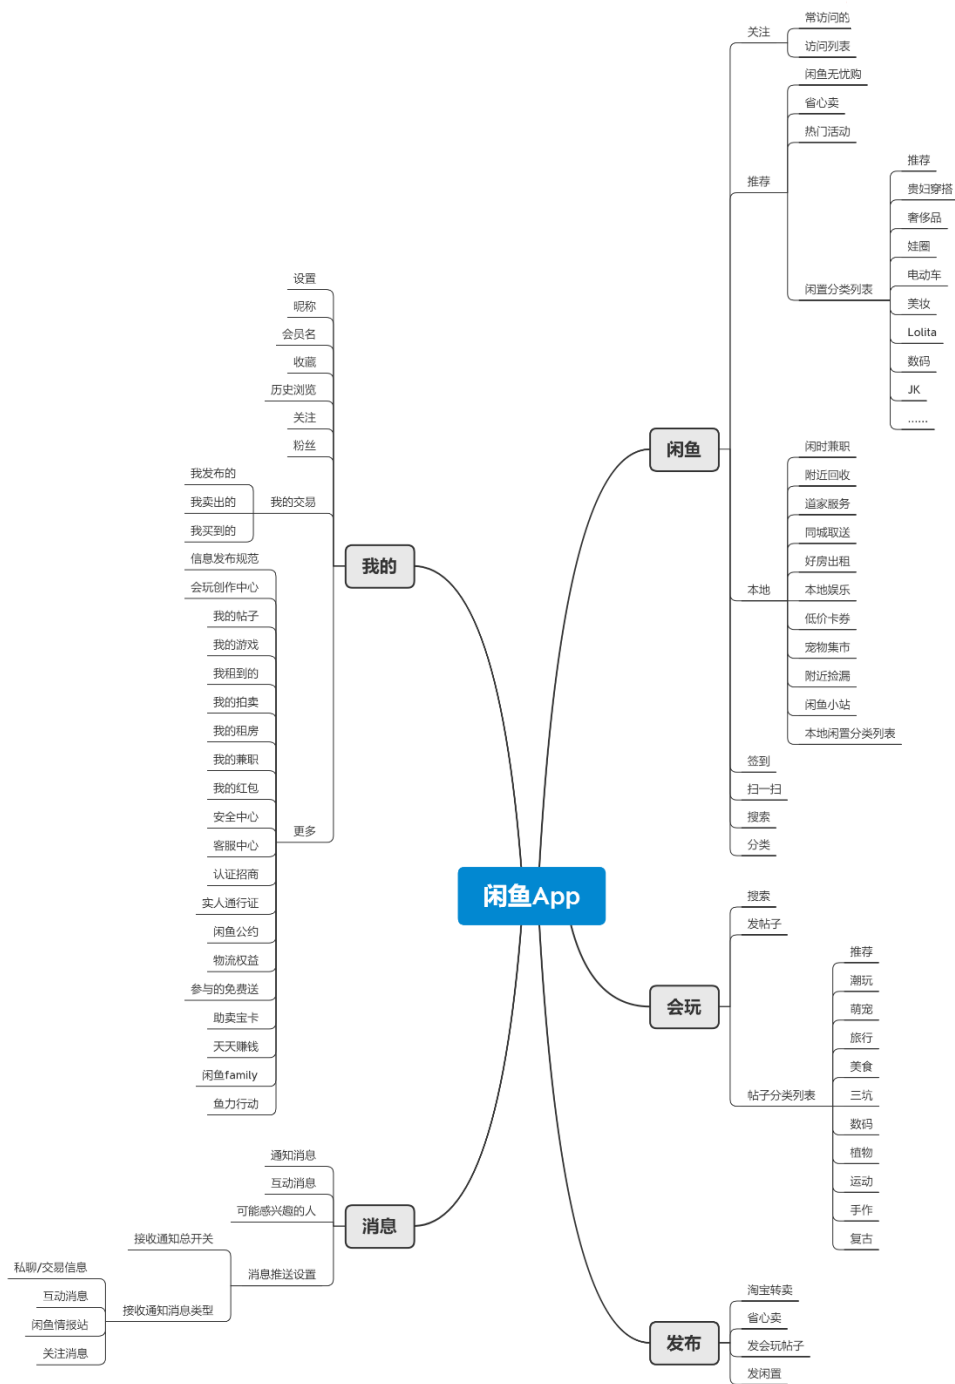 闲鱼App
闲鱼
关注
常访问的
访问列表
推荐
闲鱼无忧购
省心卖
热门活动
闲置分类列表
推荐
贵妇穿搭
奢侈品
娃圈
电动车
美妆
Lolita
数码
JK
......
本地
闲时兼职
附近回收
道家服务
同城取送
好房出租
本地娱乐
低价卡券
宠物集市
附近捡漏
闲鱼小站
本地闲置分类列表
签到
扫一扫
搜索
分类
会玩
搜索
发帖子
帖子分类列表
推荐
潮玩
萌宠
旅行
美食
三坑
数码
植物
运动
手作
复古
发布
淘宝转卖
省心卖
发会玩帖子
发闲置
我的
设置
昵称
会员名
收藏
历史浏览
关注
粉丝
我的交易
我发布的
我卖出的
我买到的
更多
信息发布规范
会玩创作中心
我的帖子
我的游戏
我租到的
我的拍卖
我的租房
我的兼职
我的红包
安全中心
客服中心
认证招商
实人通行证
闲鱼公约
物流权益
参与的免费送
助卖宝卡
天天赚钱
闲鱼family
鱼力行动
消息
通知消息
互动消息
可能感兴趣的人
消息推送设置
接收通知总开关
接收通知消息类型
私聊/交易信息
互动消息
闲鱼情报站
关注消息